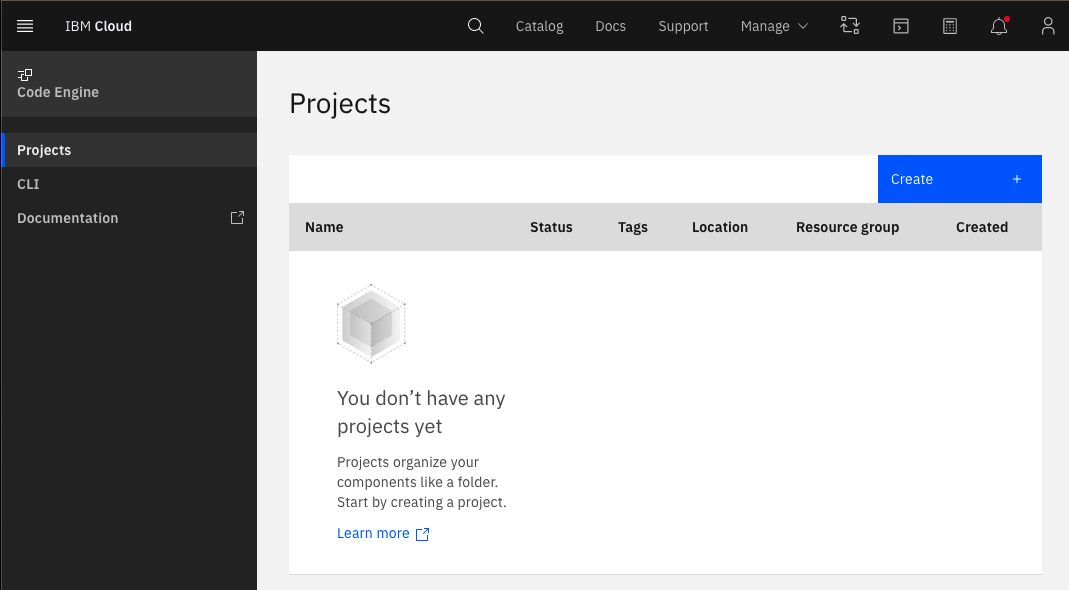 IBM Cloud
Catalog
Docs
Support
Manage
Code Engine
Projects
CLI
Documentation
Projects
Create +
Name Status Tags Location Resource group Created
You don’t have any
projects yet
Projects organize your
components like a folder.
Start by creating a project.
Learn more